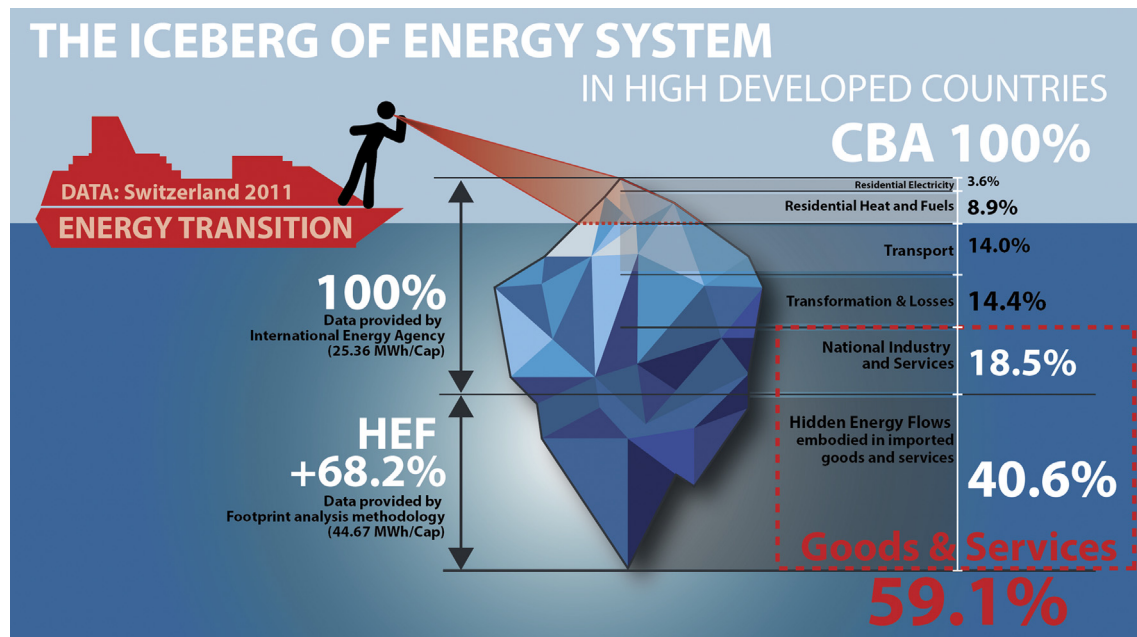 THE ICEBERG OF ENERGY SYSTEM
IN HIGH DEVELOPED COUNTRIES
CBA 100%
DATA: Switzerland 2011
ENERGY TRANSITION
Residential Electricity 3.6%
Residential Heat and Fuels 8.9%
Transport 14.0%
Transformation & Losses 14.4%
National Industry
and Services
18.5%
100%
Data provided by
International Energy Agency
(25.36 MWh/Cap)
HEF
+68.2%
Data provided by
Footprint analysis methodology
(44.67 MWh/Cap)
Hidden Energy Flows
embodied in imported
goods and services
40.6%
Goods & Services
59.1%